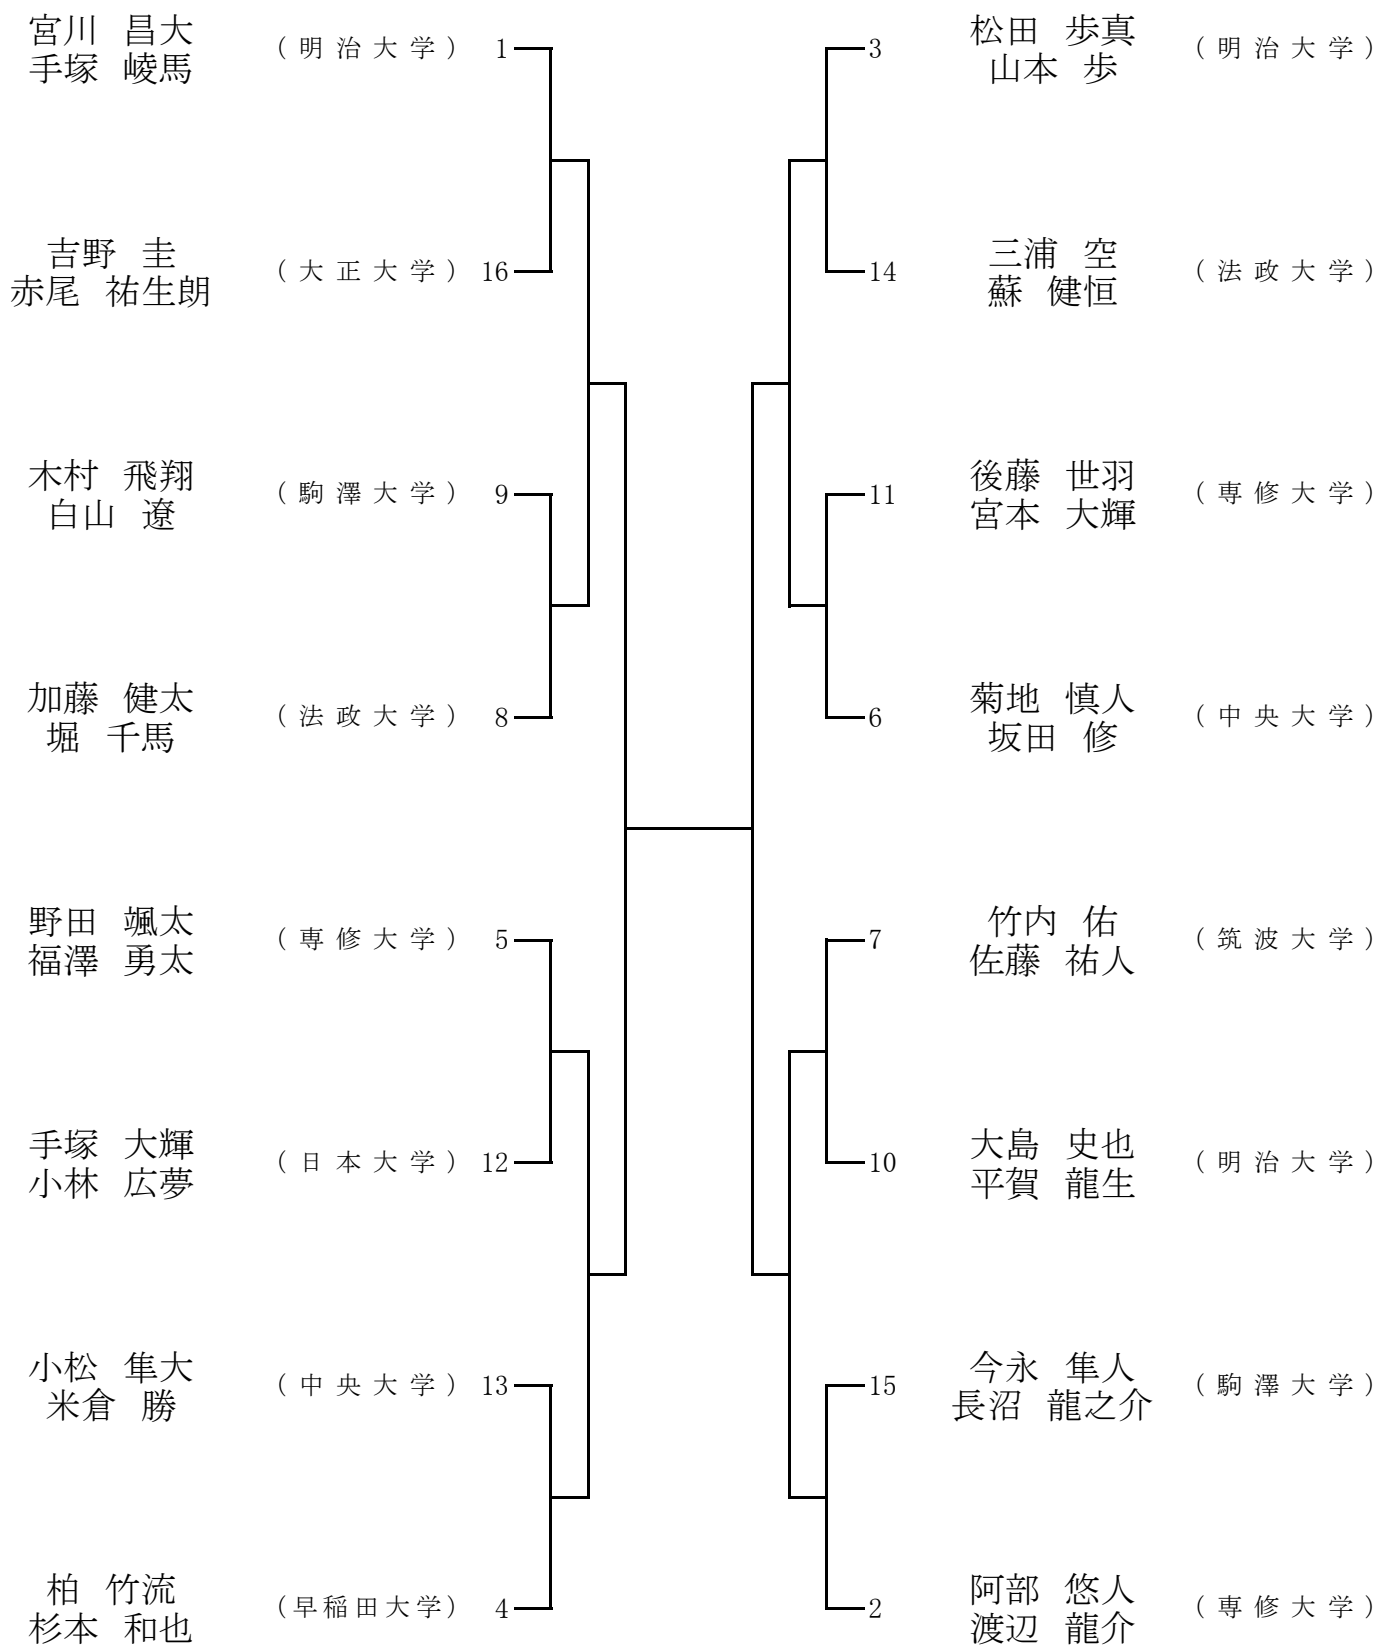 宮川 昌大
手塚 崚馬
(明治大学) 1
吉野 圭
赤尾 祐生朗
(大正大学) 16
木村 飛翔
白山 遼
(駒澤大学) 9
加藤 健太
堀 千馬
(法政大学) 8
野田 颯太
福澤 勇太
(専修大学) 5
手塚 大輝
小林 広夢
(日本大学) 12
小松 隼大
米倉 勝
(中央大学) 13
柏 竹流
杉本 和也
(早稲田大学) 4
3 松田 歩真
山本 歩
(明治大学)
14 三浦 空
蘇 健恒
(法政大学)
11 後藤 世羽
宮本 大輝
(専修大学)
6 菊地 慎人
坂田 修
(中央大学)
7 竹内 佑
佐藤 祐人
(筑波大学)
10 大島 史也
平賀 龍生
(明治大学)
15 今永 隼人
長沼 龍之介
(駒澤大学)
2 阿部 悠人
渡辺 龍介
(専修大学)